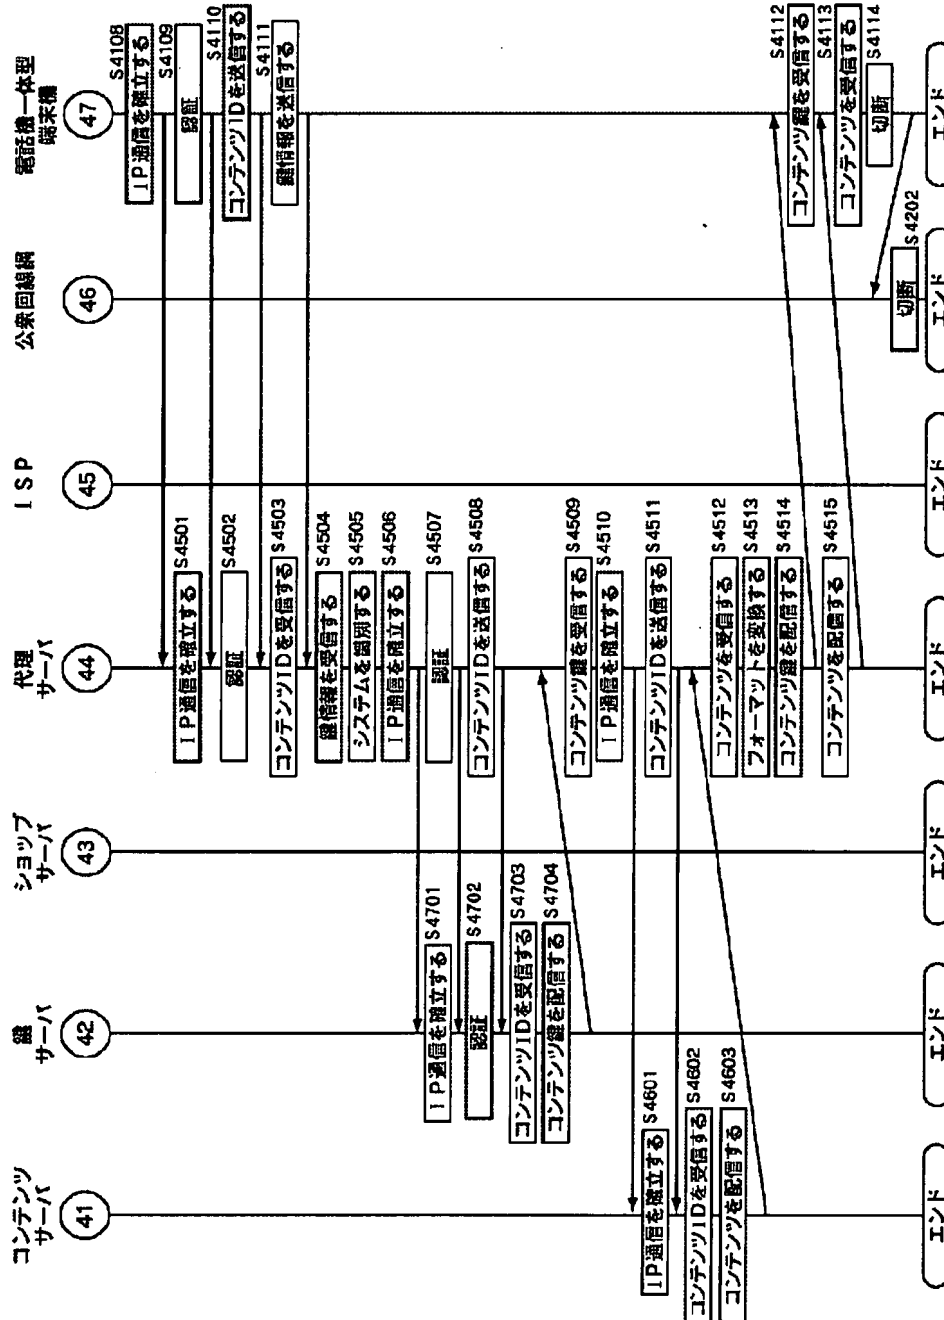 コンテンツ
サーバ
41
鍵
サーバ
42
ショップ
サーバ
43
代理
サーバ
44
ISP
45
公衆回線網
46
電話機一体型
端末機
47
IP通信を確立する S4601
コンテンツIDを受信する S4602
コンテンツを配信する S4603
エンド
IP通信を確立する S4701
認証 S4702
コンテンツIDを受信する S4703
コンテンツ鍵を配信する S4704
エンド
エンド
IP通信を確立する S4501
認証 S4502
コンテンツIDを受信する S4503
鍵情報を受信する S4504
システムを識別する S4505
IP通信を確立する S4506
認証 S4507
コンテンツIDを送信する S4508
コンテンツ鍵を受信する S4509
IP通信を確立する S4510
コンテンツIDを送信する S4511
コンテンツを受信する S4512
フォーマットを変換する S4513
コンテンツ鍵を配信する S4514
コンテンツを配信する S4515
エンド
エンド
切断 S4202
エンド
IP通信を確立する S4108
認証 S4109
コンテンツIDを送信する S4110
鍵情報を送信する S4111
コンテンツ鍵を受信する S4112
コンテンツを受信する S4113
切断 S4114
エンド